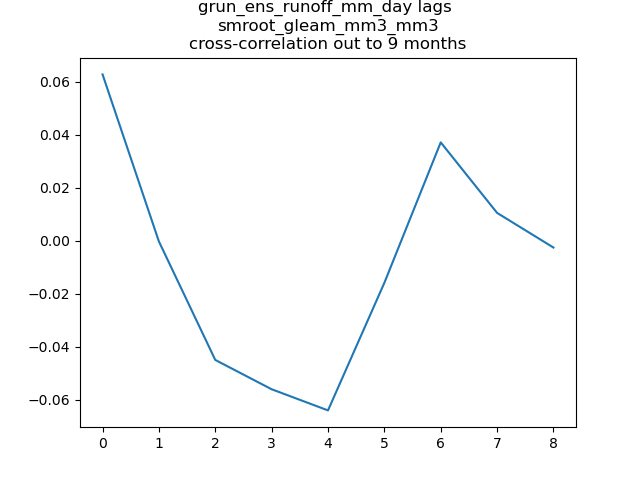 grun_ens_runoff_mm_day lags
smroot_gleam_mm3_mm3
cross-correlation out to 9 months
0.06
0.04
0.02
0.00
−0.02
−0.04
−0.06
0 1 2 3 4 5 6 7 8